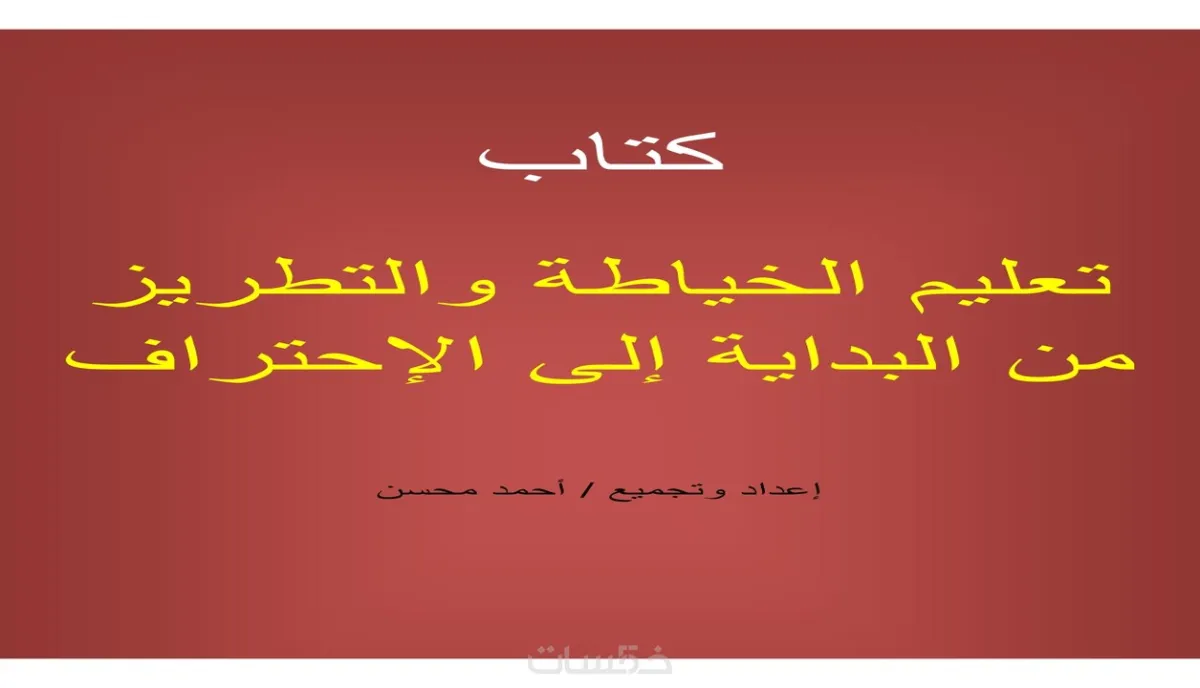 كتاب
تعليم الخياطة والتطريز
من البداية إلى الإحتراف
إعداد وتجميع / أحمد محسن
خمسات